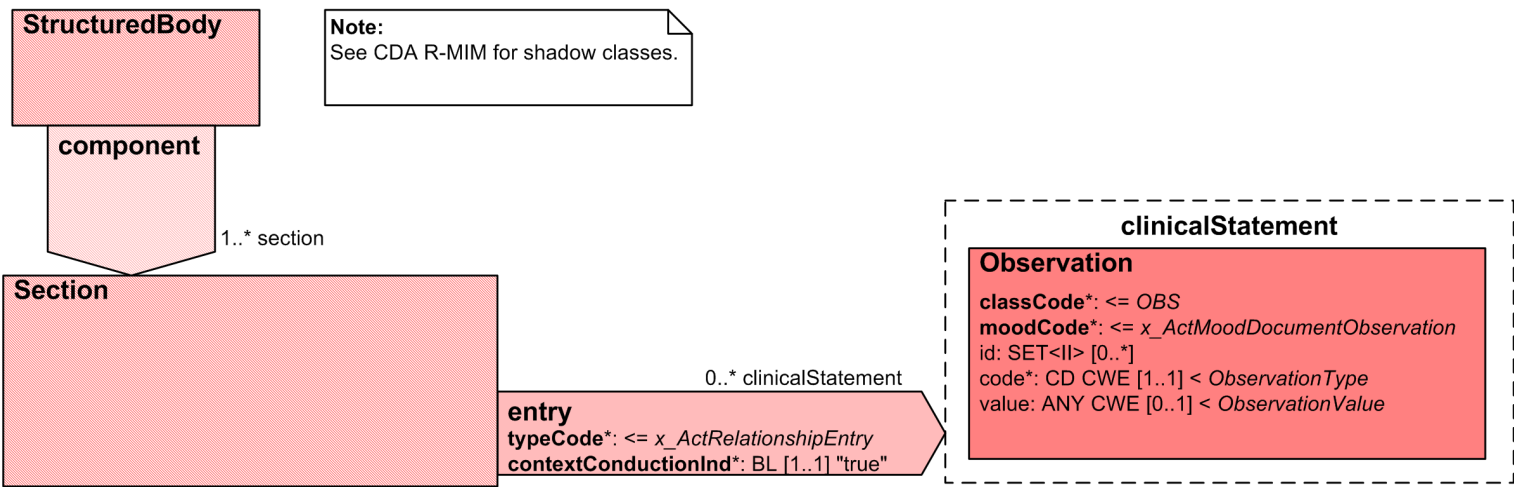 StructuredBody
Note:
See CDA R-MIM for shadow classes.
component
1..* section
Section
clinicalStatement
Observation
classCode*: <= OBS
moodCode*: <= x_ActMoodDocumentObservation
id: SET<II> [0..*]
code*: CD CWE [1..1] < ObservationType
value: ANY CWE [0..1] < ObservationValue
0..* clinicalStatement
entry
typeCode*: <= x_ActRelationshipEntry
contextConductionInd*: BL [1..1] "true"